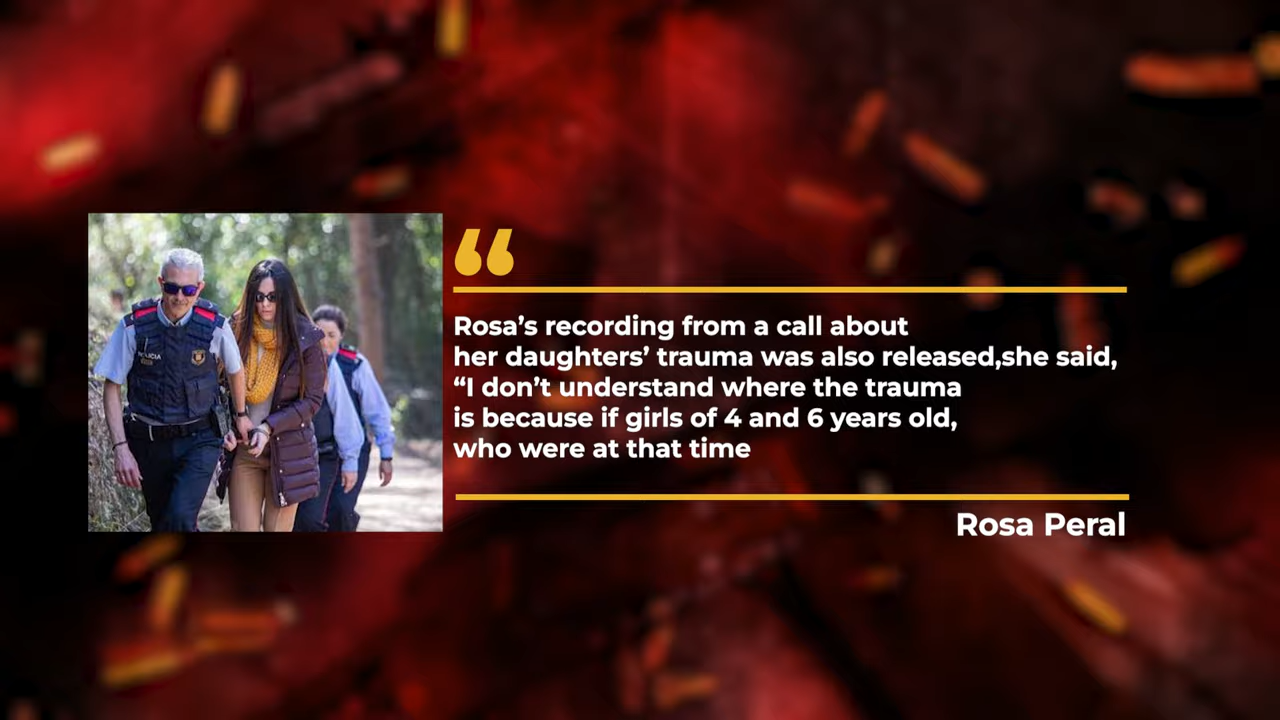 Rosa’s recording from a call about
her daughters’ trauma was also released,she said,
“I don’t understand where the trauma
is because if girls of 4 and 6 years old,
who were at that time
Rosa Peral